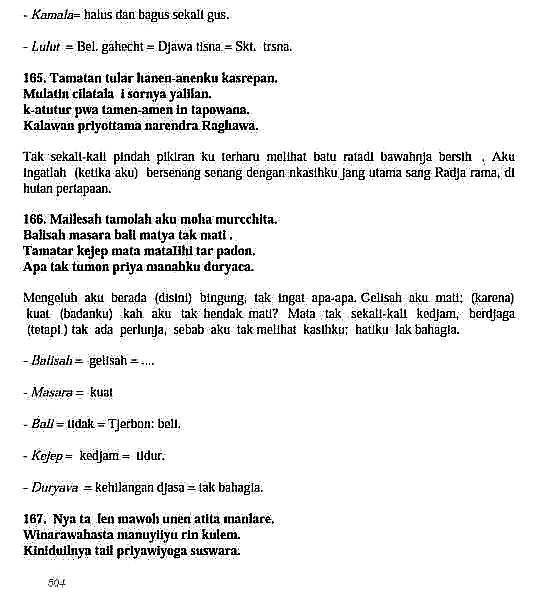 - Kamala= halus dan bagus sekali gus.
- Lulut = Bel. gahecht = Djawa tisna = Skt. trsna.
165. Tamatan tular hanen-anenku kasrepan.
Mulatin cilatala i sornya yalilan.
k-atutur pwa tamen-amen in tapowana.
Kalawan priyottama narendra Raghawa.
Tak sekali-kali pindah pikiran ku terharu melihat batu ratadi bawahnja bersih . Aku
ingatlah (ketika aku) bersenang senang dengan nkasihku jang utama sang Radja rama, di
hutan pertapaan.
166. Mailesah tamolah aku moha murcchita.
Balisah masara bali matya tak mati .
Tamatar kejep mata mataIIhi tar padon.
Apa tak tumon priya manahku duryaca.
Mengeluh aku berada (disini) bingung, tak ingat apa-apa. Gelisah aku mati; (karena)
kuat (badanku) kah aku tak hendak mati? Mata tak sekali-kali kedjam, berdjaga
(tetapi ) tak ada perlunja, sebab aku tak melihat kasihku; hatiku lak bahagia.
- Balisah = gelisah = ....
- Masara = kuat
- Bali = tidak = Tjerbon: beli.
- Kejep = kedjam = tidur.
- Duryava = kehilangan djasa = tak bahagia.
167. Nya ta len mawoh unen atita manlare.
Winarawahasta manuyliyu rin kulem.
Kiniduilnya tail priyawiyoga suswara.
504